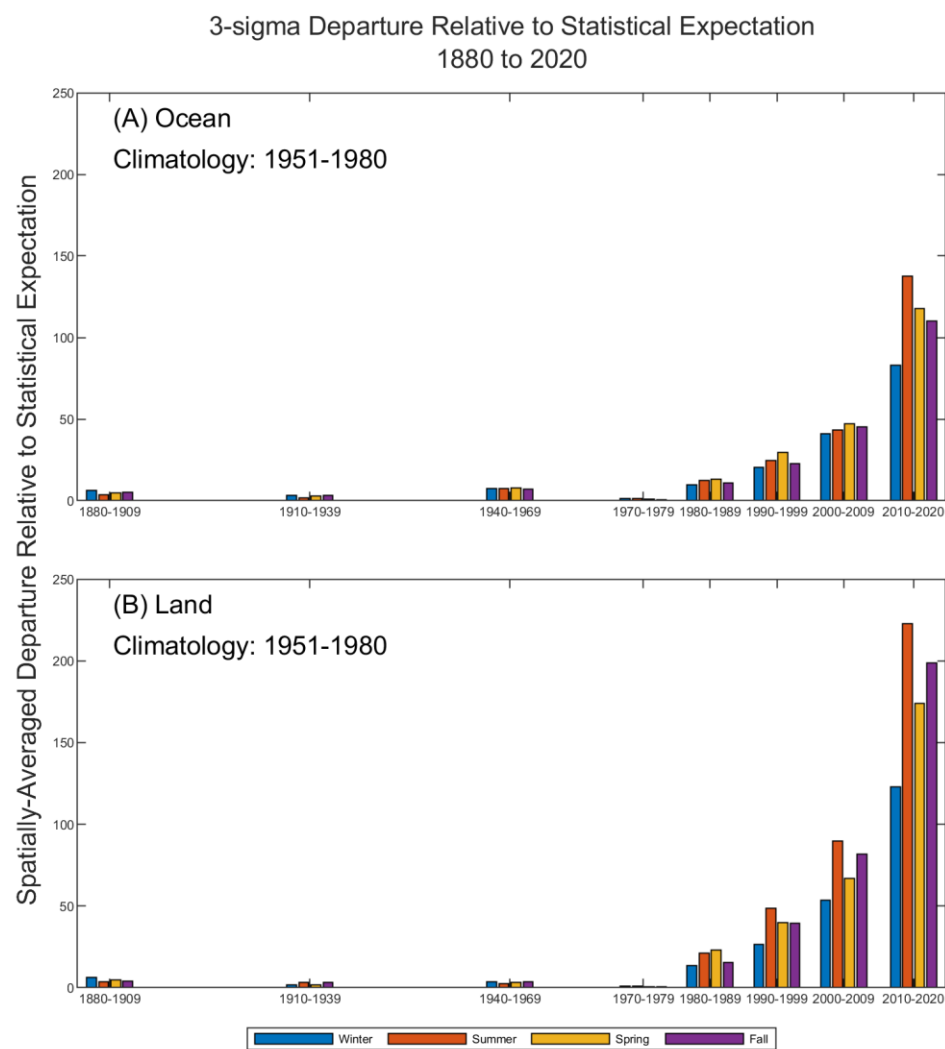 3-sigma Departure Relative to Statistical Expectation
1880 to 2020
Spatially-Averaged Departure Relative to Statistical Expectation
(A) Ocean
Climatology: 1951-1980
250
200
150
100
50
0
1880-1909 1910-1939 1940-1969 1970-1979 1980-1989 1990-1999 2000-2009 2010-2020
(B) Land
Climatology: 1951-1980
250
200
150
100
50
0
1880-1909 1910-1939 1940-1969 1970-1979 1980-1989 1990-1999 2000-2009 2010-2020
Winter Summer Spring Fall